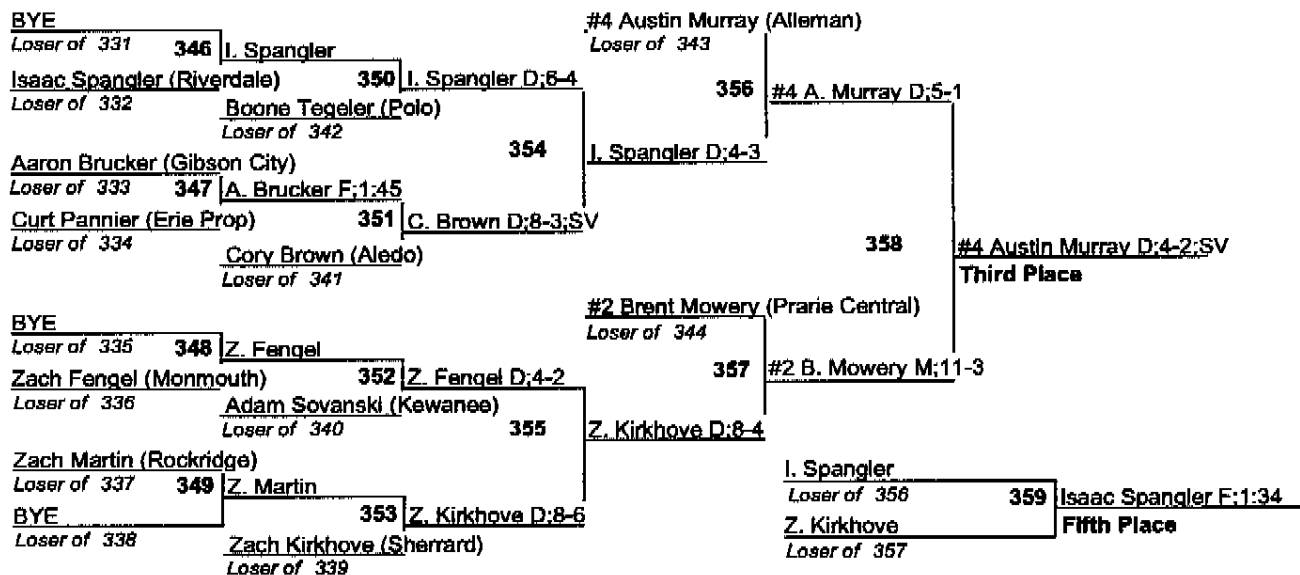 BYE
Loser of 331
346
I. Spangler
Isaac Spangler (Riverdale)
Loser of 332
350
I. Spangler D;6-4
Boone Tegeler (Polo)
Loser of 342
354
I. Spangler D;4-3
Aaron Brucker (Gibson City)
Loser of 333
347
A. Brucker F;1:45
Curt Pannier (Erie Prop)
Loser of 334
351
C. Brown D;8-3;SV
Cory Brown (Aledo)
Loser of 341
BYE
Loser of 335
348
Z. Fengel
Zach Fengel (Monmouth)
Loser of 336
352
Z. Fengel D;4-2
Adam Sovanski (Kewanee)
Loser of 340
355
Z. Kirkhove D;8-4
Zach Martin (Rockridge)
Loser of 337
349
Z. Martin
BYE
Loser of 338
353
Z. Kirkhove D;8-6
Zach Kirkhove (Sherrard)
Loser of 339
#4 Austin Murray (Alleman)
Loser of 343
356
#4 A. Murray D;5-1
358
#4 Austin Murray D;4-2;SV
Third Place
#2 Brent Mowery (Prarie Central)
Loser of 344
357
#2 B. Mowery M;11-3
I. Spangler
Loser of 356
359
Isaac Spangler F;1:34
Fifth Place
Z. Kirkhove
Loser of 357